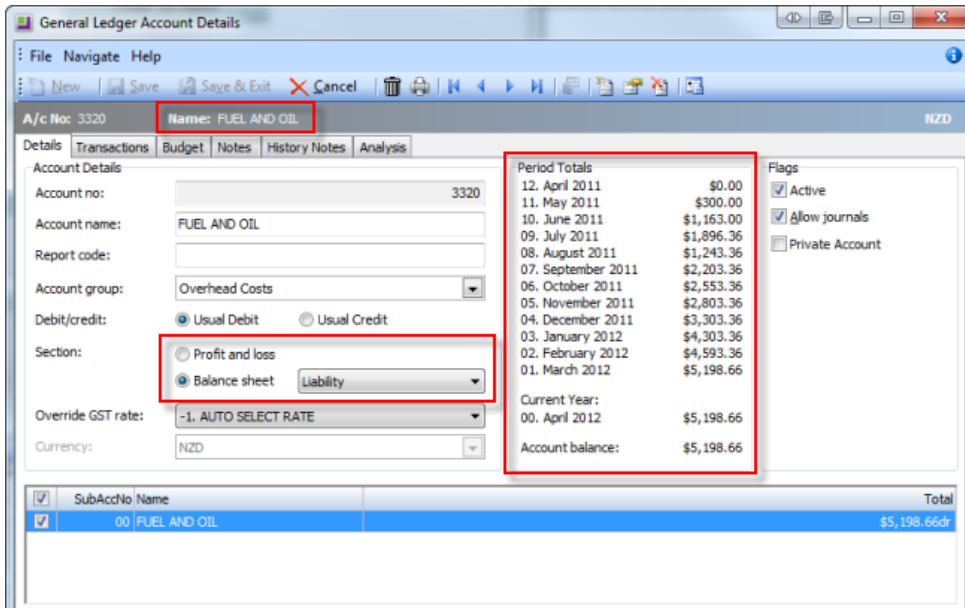 General Ledger Account Details
File Navigate Help
New Save Save & Exit Cancel
A/c No: 3320 Name: FUEL AND OIL NZD
Details Transactions Budget Notes History Notes Analysis
Account Details
Account no: 3320
Account name: FUEL AND OIL
Report code:
Account group: Overhead Costs
Debit/credit: Usual Debit Usual Credit
Section: Profit and loss
Balance sheet Liability
Override GST rate: -1. AUTO SELECT RATE
Currency: NZD
Period Totals
12. April 2011 $0.00
11. May 2011 $300.00
10. June 2011 $1,163.00
09. July 2011 $1,896.36
08. August 2011 $1,243.36
07. September 2011 $2,203.36
06. October 2011 $2,553.36
05. November 2011 $2,803.36
04. December 2011 $3,303.36
03. January 2012 $4,303.36
02. February 2012 $4,593.36
01. March 2012 $5,198.66
Current Year:
00. April 2012 $5,198.66
Account balance: $5,198.66
Flags
Active
Allow journals
Private Account
SubAccNo Name Total
00 FUEL AND OIL $5,198.66dr